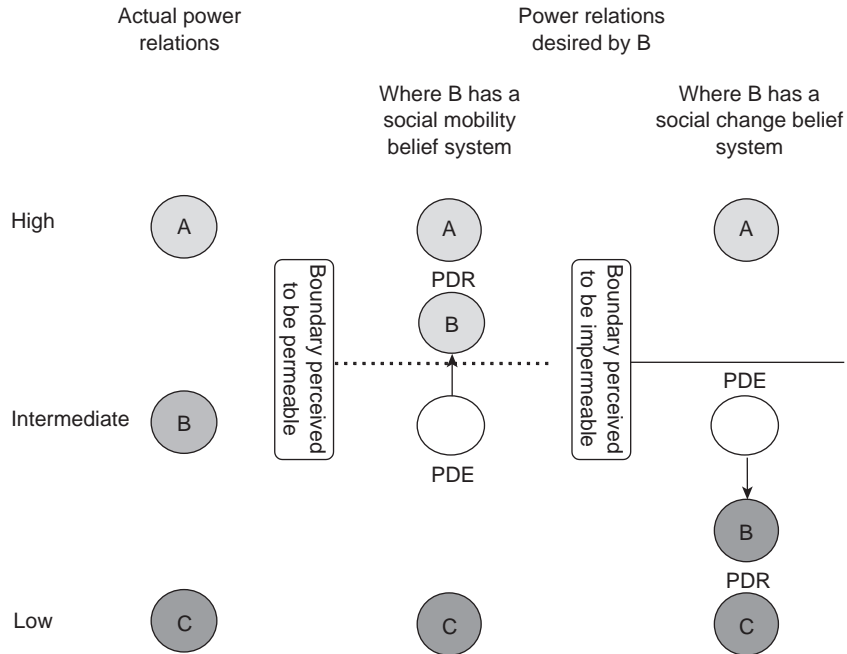 Actual power
relations
Power relations
desired by B
Where B has a
social mobility
belief system
Where B has a
social change belief
system
High
A
A
A
Boundary perceived
to be permeable
PDR
B
Boundary perceived
to be impermeable
Intermediate
B
PDE
PDE
B
PDR
Low
C
C
C